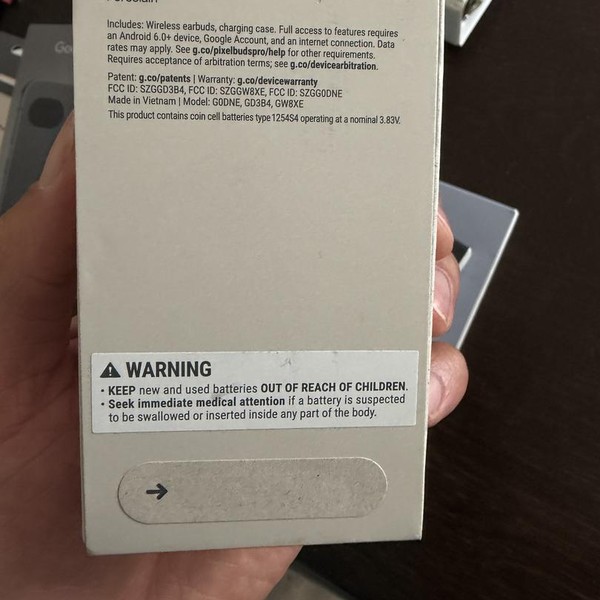 Porcelain
Includes: Wireless earbuds, charging case. Full access to features requires
an Android 6.0+ device, Google Account, and an internet connection. Data
rates may apply. See g.co/pixelbudspro/help for other requirements.
Requires acceptance of arbitration terms; see g.co/devicearbitration.
Patent: g.co/patents | Warranty: g.co/devicewarranty
FCC ID: SZGGD3B4, FCC ID: SZGGW8XE, FCC ID: SZGG0DNE
Made in Vietnam | Model: G0DNE, GD3B4, GW8XE
This product contains coin cell batteries type 1254S4 operating at a nominal 3.83V.
WARNING
• KEEP new and used batteries OUT OF REACH OF CHILDREN.
• Seek immediate medical attention if a battery is suspected
to be swallowed or inserted inside any part of the body.